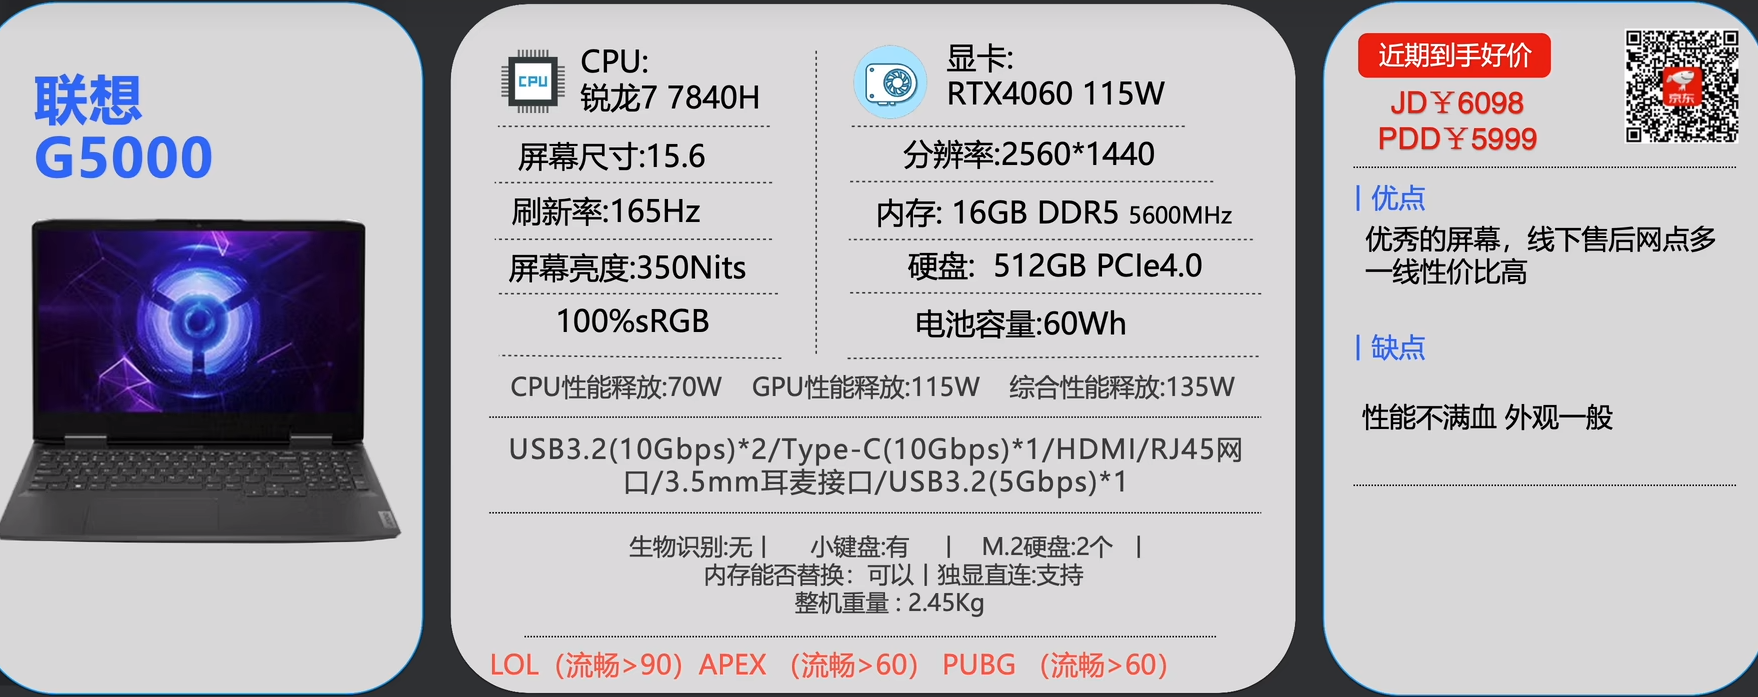 联想
G5000
CPU
CPU:
锐龙7 7840H
显卡:
RTX4060 115W
屏幕尺寸:15.6
分辨率:2560*1440
刷新率:165Hz
内存: 16GB DDR5 5600MHz
屏幕亮度:350Nits
硬盘: 512GB PCIe4.0
100%sRGB
电池容量:60Wh
CPU性能释放:70W GPU性能释放:115W 综合性能释放:135W
USB3.2(10Gbps)*2/Type-C(10Gbps)*1/HDMI/RJ45网
口/3.5mm耳麦接口/USB3.2(5Gbps)*1
生物识别:无 | 小键盘:有 | M.2硬盘:2个 |
内存能否替换：可以 | 独显直连:支持
整机重量 : 2.45Kg
LOL（流畅>90）APEX （流畅>60） PUBG （流畅>60）
近期到手好价
JD￥6098
PDD￥5999
京东
| 优点
优秀的屏幕，线下售后网点多
一线性价比高
| 缺点
性能不满血 外观一般